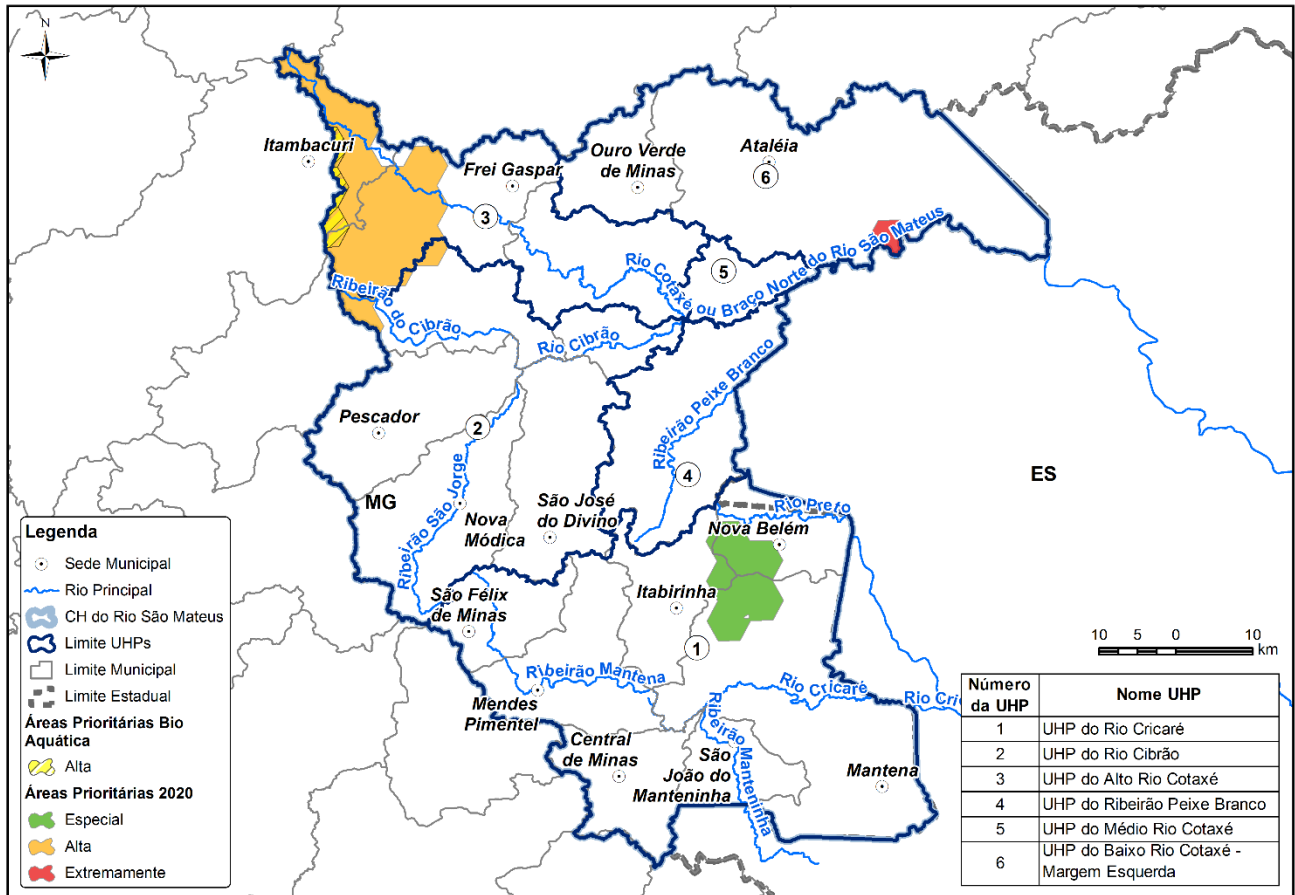 N
Itambacuri
Frei Gaspar
Ouro Verde
de Minas
Ataléia
6
3
5
Rio Cotaxé ou Braço Norte do Rio São Mateus
Ribeirão do Cibrão
Rio Cibrão
Ribeirão Peixe Branco
Pescador
2
4
ES
MG
Ribeirão São Jorge
Nova
Módica
São José
do Divino
Rio Preto
Nova Belém
São Félix
de Minas
Itabirinha
1
Ribeirão Mantena
Mendes
Pimentel
Rio Cricaré
Rio Cri
Ribeirão Manteninha
Central
de Minas
São
João do
Manteninha
Mantena
10 5 0 10
km
Legenda
Sede Municipal
Rio Principal
CH do Rio São Mateus
Limite UHPs
Limite Municipal
Limite Estadual
Áreas Prioritárias Bio
Aquática
Alta
Áreas Prioritárias 2020
Especial
Alta
Extremamente
Número da UHP Nome UHP
1 UHP do Rio Cricaré
2 UHP do Rio Cibrão
3 UHP do Alto Rio Cotaxé
4 UHP do Ribeirão Peixe Branco
5 UHP do Médio Rio Cotaxé
6 UHP do Baixo Rio Cotaxé -
Margem Esquerda